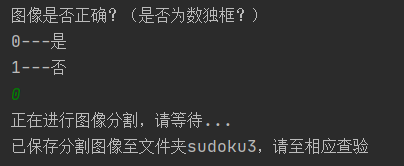 图像是否正确？（是否为数独框？）
0---是
1---否
0
正在进行图像分割，请等待...
已保存分割图像至文件夹sudoku3，请至相应查验